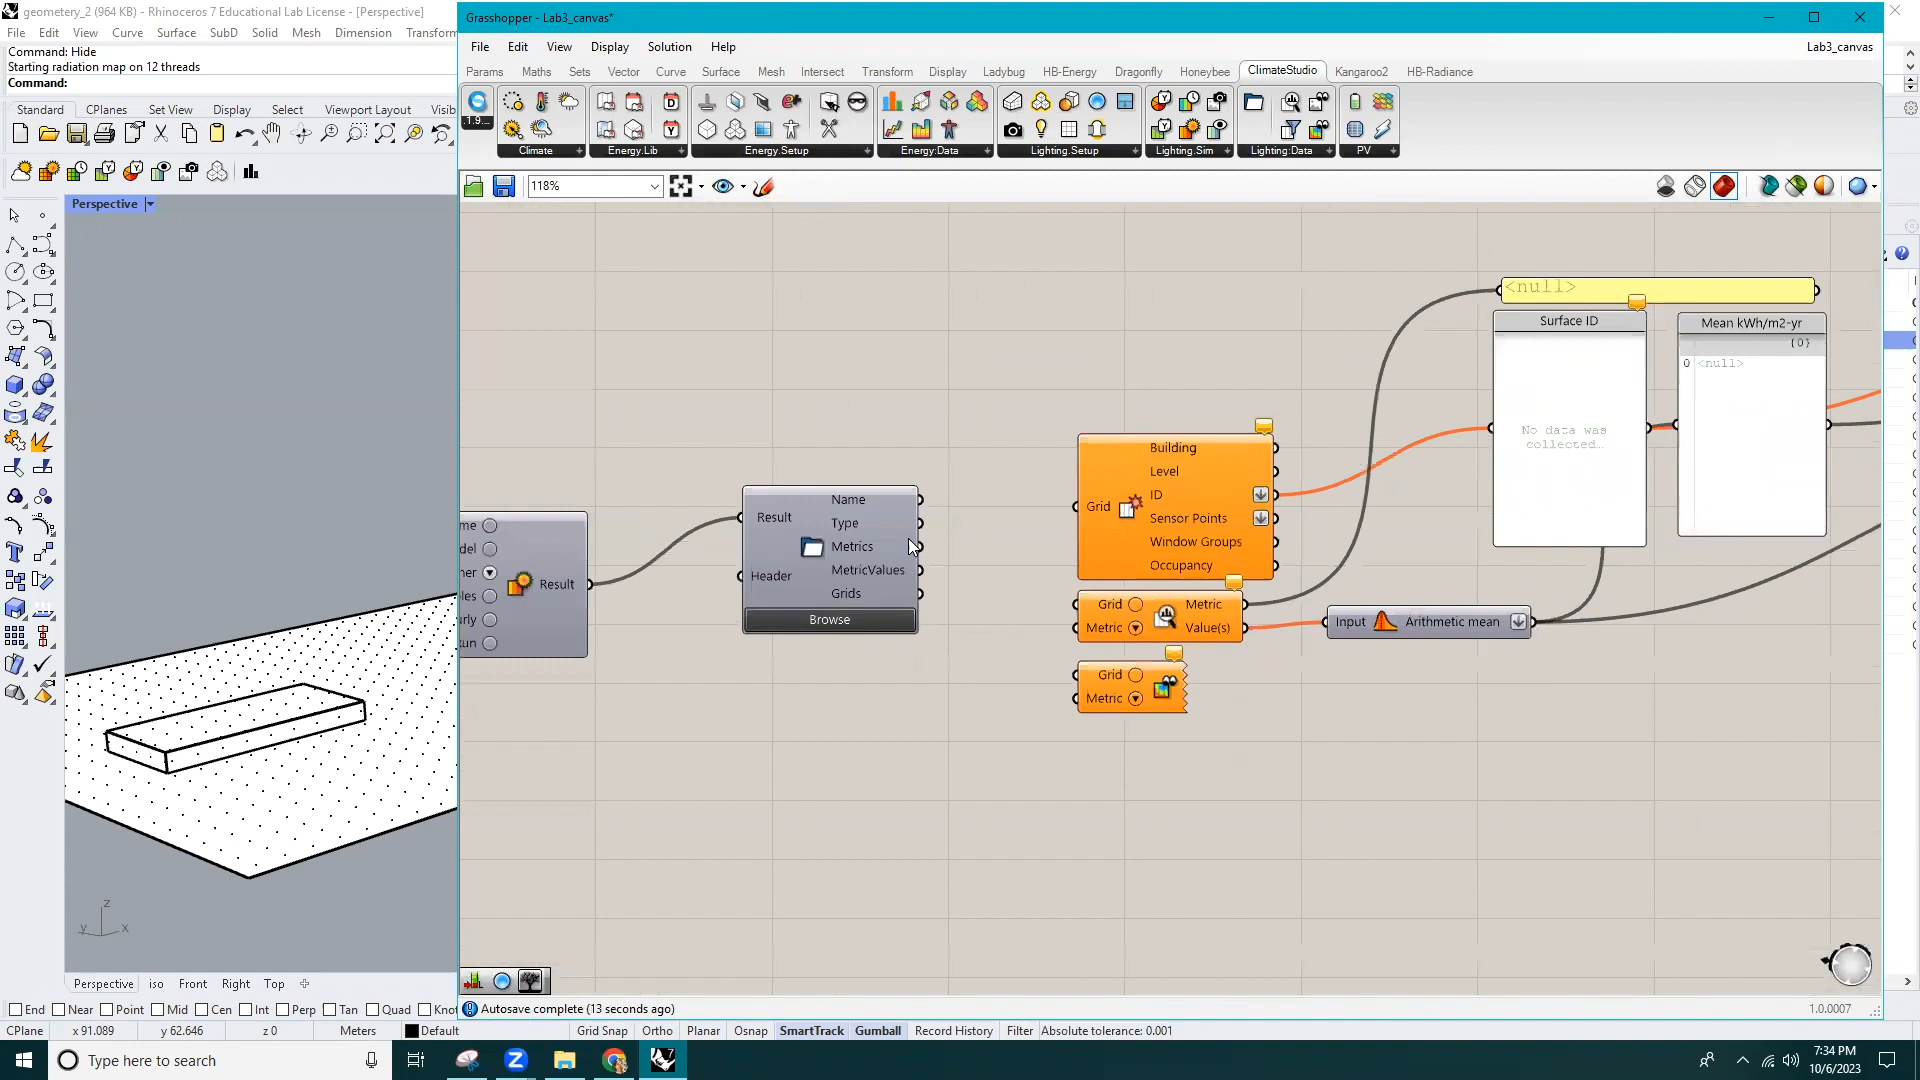 geometery_2 (964 KB) - Rhinoceros 7 Educational Lab License - [Perspective]
File Edit View Curve Surface SubD Solid Mesh Dimension Transform
Command: Hide
Starting radiation map on 12 threads
Command:
Standard CPlanes Set View Display Select Viewport Layout Visib
Perspective
Grasshopper - Lab3_canvas*
File Edit View Display Solution Help
Lab3_canvas
Params Maths Sets Vector Curve Surface Mesh Intersect Transform Display Ladybug HB-Energy Dragonfly Honeybee ClimateStudio Kangaroo2 HB-Radiance
.1.9...
Climate Energy.Lib Energy.Setup Energy:Data Lighting.Setup Lighting.Sim Lighting:Data PV
118%
<null>
Surface ID
No data was
collected…
Mean kWh/m2-yr
{0}
0 <null>
Building
Level
Grid
ID
Sensor Points
Window Groups
Occupancy
Result
Header
Name
Type
Metrics
MetricValues
Grids
Browse
me
del
her
les
urly
un
Result
Grid Metric
Metric Value(s)
Input Arithmetic mean
Grid
Metric
z
y x
Perspective iso Front Right Top
Autosave complete (13 seconds ago)
1.0.0007
End Near Point Mid Cen Int Perp Tan Quad Knot
CPlane x 91.089 y 62.646 z 0 Meters Default Grid Snap Ortho Planar Osnap SmartTrack Gumball Record History Filter Absolute tolerance: 0.001
Type here to search
7:34 PM
10/6/2023